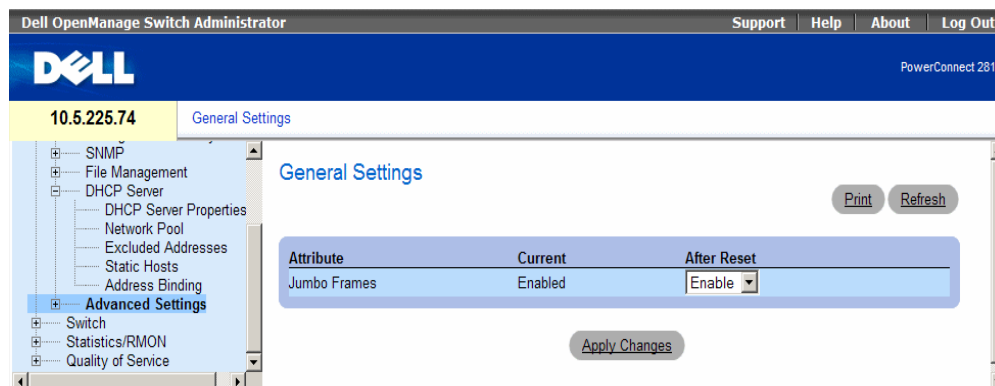 Dell OpenManage Switch Administrator Support Help About Log Out
DELL
PowerConnect 281
10.5.225.74 General Settings
SNMP
File Management
DHCP Server
DHCP Server Properties
Network Pool
Excluded Addresses
Static Hosts
Address Binding
Advanced Settings
Switch
Statistics/RMON
Quality of Service
General Settings
Print Refresh
Attribute Current After Reset
Jumbo Frames Enabled Enable
Apply Changes